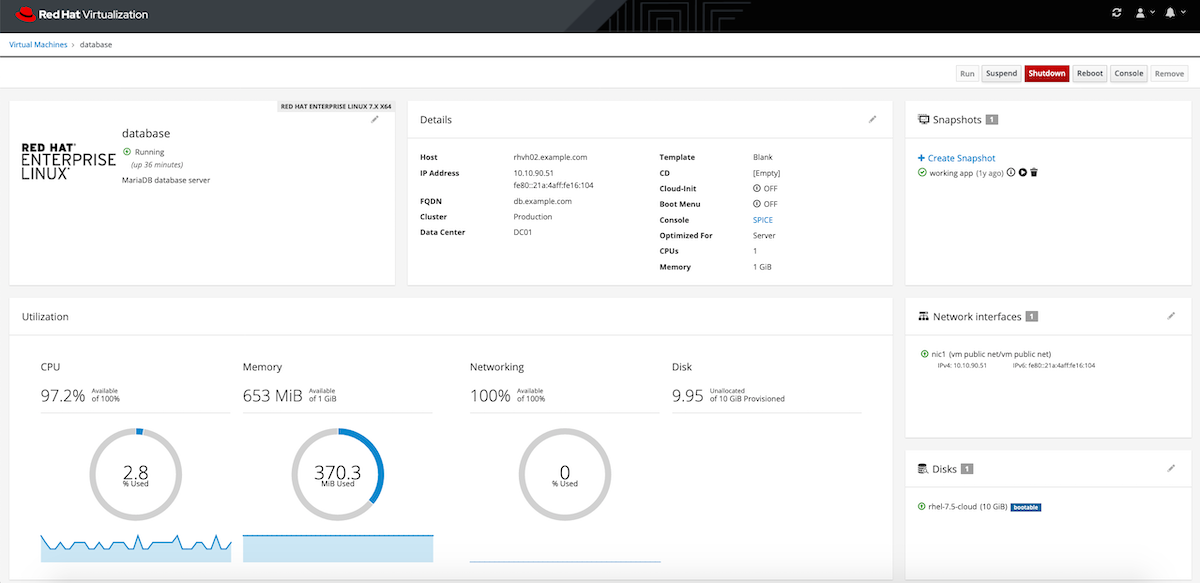 Red Hat Virtualization
Virtual Machines > database
Run Suspend Shutdown Reboot Console Remove
RED HAT ENTERPRISE LINUX 7.X X64
RED HAT
ENTERPRISE
LINUX
database
Running
(up 36 minutes)
MariaDB database server
Details
Host rhvh02.example.com
IP Address 10.10.90.51
fe80::21a:4aff:fe16:104
FQDN db.example.com
Cluster Production
Data Center DC01
Template Blank
CD [Empty]
Cloud-Init OFF
Boot Menu OFF
Console SPICE
Optimized For Server
CPUs 1
Memory 1 GiB
Snapshots 1
Create Snapshot
working app (1y ago)
Utilization
CPU
97.2% Available
of 100%
2.8
% Used
Memory
653 MiB Available
of 1 GiB
370.3
MiB Used
Networking
100% Available
of 100%
0
% Used
Disk
9.95 Unallocated
of 10 GiB Provisioned
Network interfaces 1
nic1 (vm public net/vm public net)
IPv4: 10.10.90.51 IPv6: fe80::21a:4aff:fe16:104
Disks 1
rhel-7.5-cloud (10 GiB) bootable